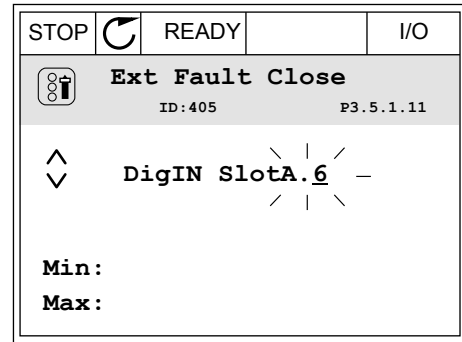 STOP READY I/O
Ext Fault Close
ID:405 P3.5.1.11
DigIN SlotA.6
Min:
Max: